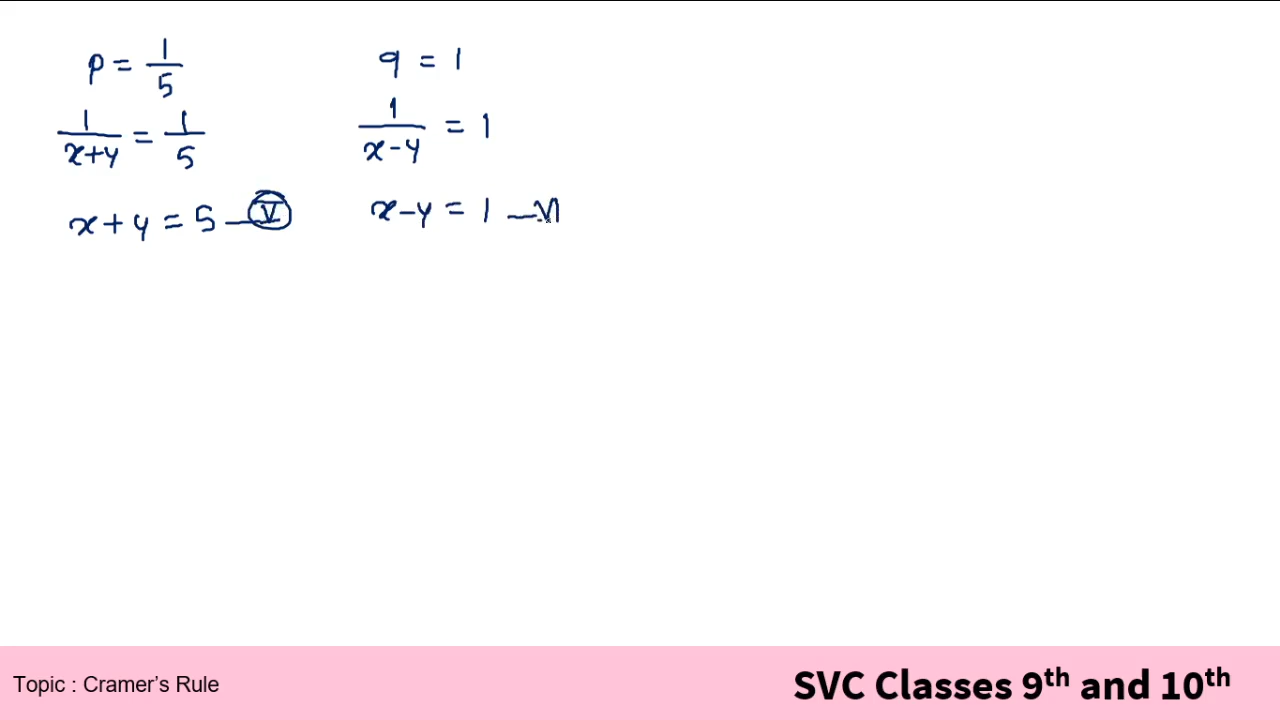 p = 1/5 q = 1
1/(x+y) = 1/5 1/(x-y) = 1
x + y = 5 — V x - y = 1 — VI
Topic : Cramer's Rule
SVC Classes 9th and 10th